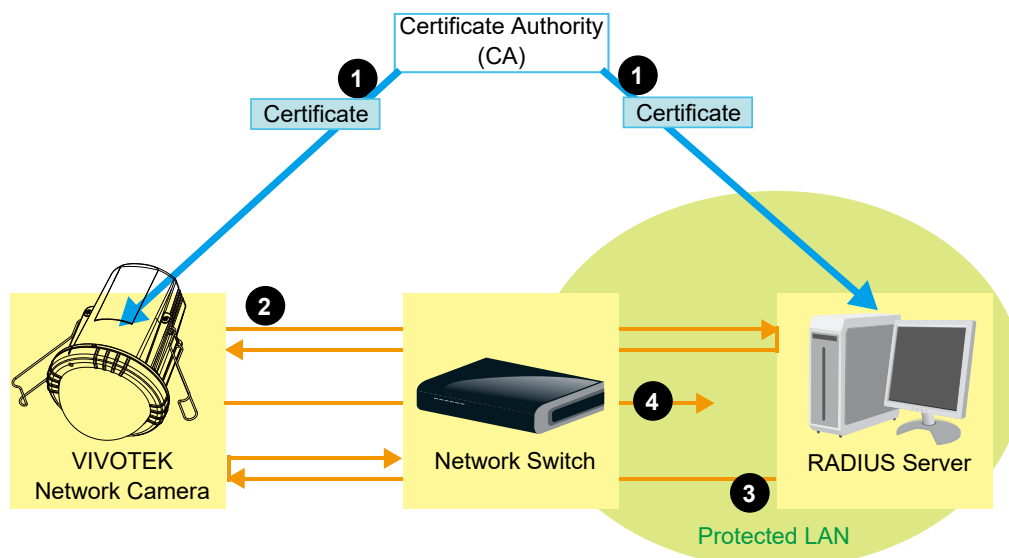 Certificate Authority
(CA)
1
1
Certificate
Certificate
2
4
VIVOTEK
Network Camera
Network Switch
RADIUS Server
3
Protected LAN